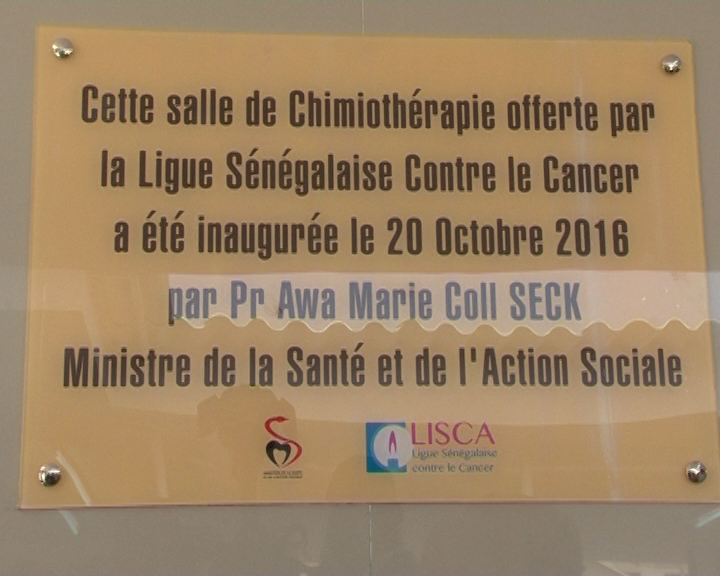 Cette salle de Chimiothérapie offerte par
la Ligue Sénégalaise Contre le Cancer
a été inaugurée le 20 Octobre 2016
par Pr Awa Marie Coll SECK
Ministre de la Santé et de l'Action Sociale
LISCA
Ligue Sénégalaise
contre le Cancer